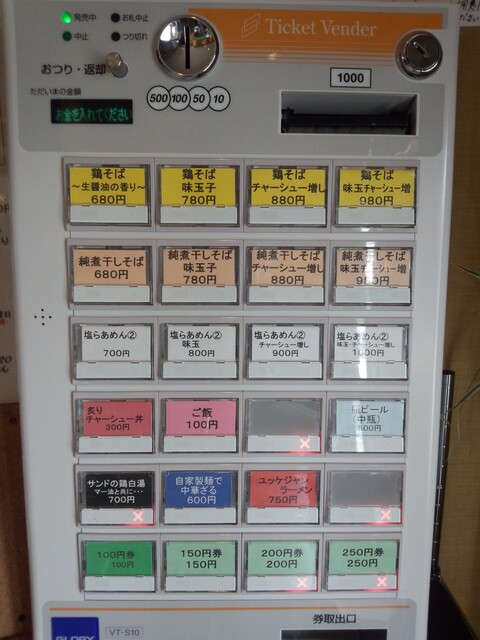 発売中
お札中止
中止
つり切れ
Ticket Vender
おつり・返却
1000
ただいまの金額
お金を入れてください
500 100 50 10
鶏そば
～生醤油の香り～
680円
鶏そば
味玉子
780円
鶏そば
チャーシュー増し
880円
鶏そば
味玉チャーシュー増
980円
純煮干しそば
680円
純煮干しそば
味玉子
780円
純煮干しそば
チャーシュー増し
880円
純煮干しそば
味玉チャーシュー増
980円
塩らあめん②
700円
塩らあめん②
味玉
800円
塩らあめん②
チャーシュー増し
900円
塩らあめん②
味玉・チャーシュー増し
1000円
炙り
チャーシュー丼
300円
ご飯
100円
瓶ビール
(中瓶)
500円
サンドの鶏白湯
マー油と共に・・・
700円
自家製麺で
中華ざる
600円
ユッケジャン
ラーメン
750円
100円券
100円
150円券
150円
200円券
200円
250円券
250円
GLORY
VT-S10
券取出口